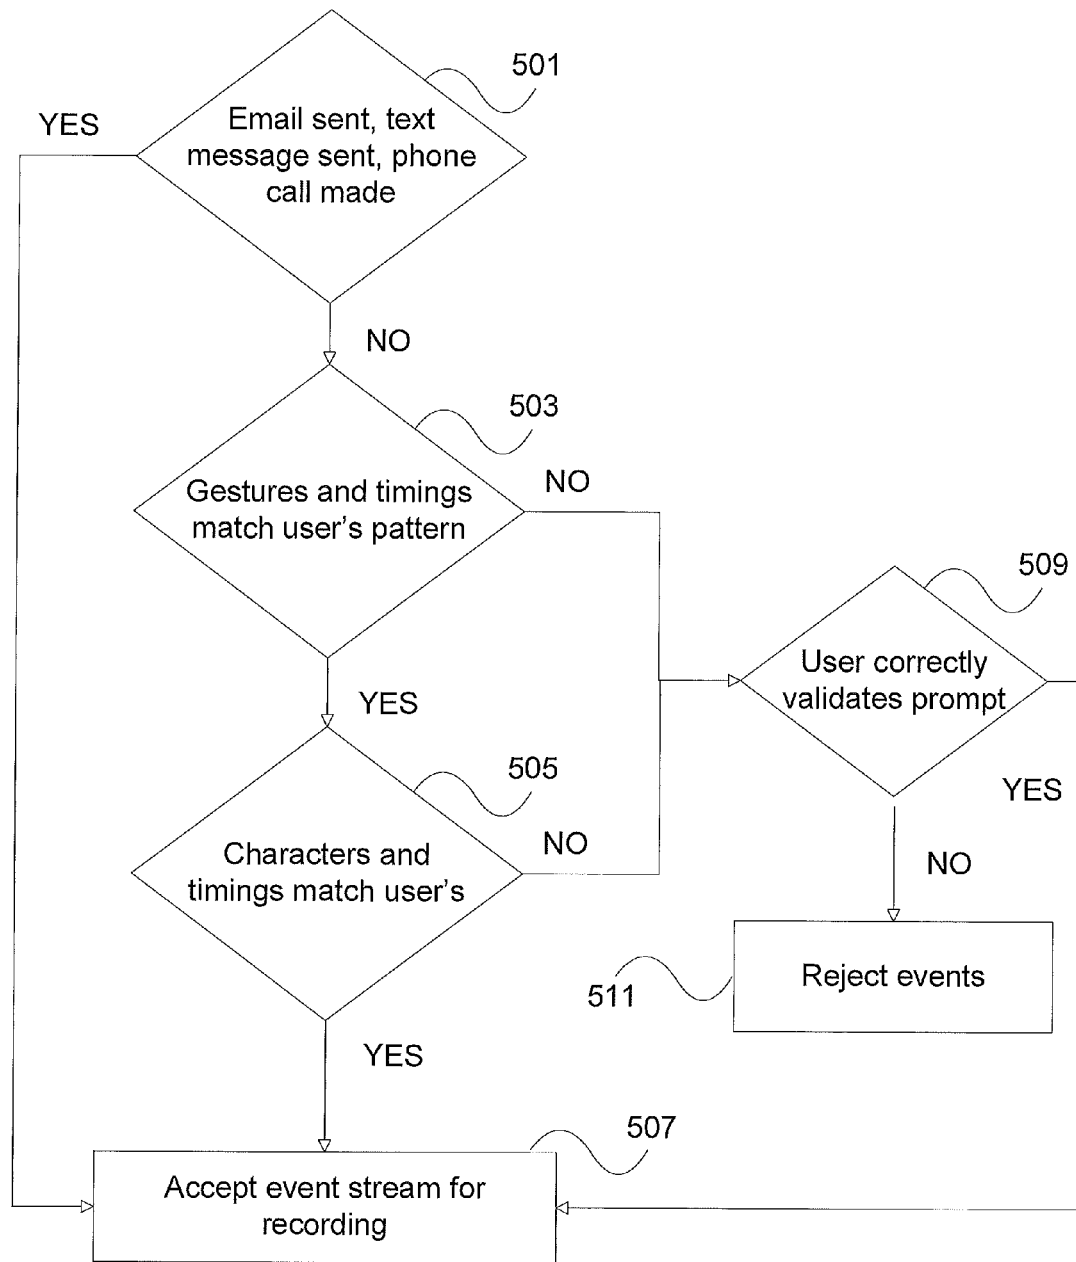 501
YES
Email sent, text
message sent, phone
call made
NO
503
NO
Gestures and timings
match user's pattern
509
User correctly
validates prompt
YES
505
YES
NO
Characters and
timings match user's
NO
Reject events
511
YES
507
Accept event stream for
recording